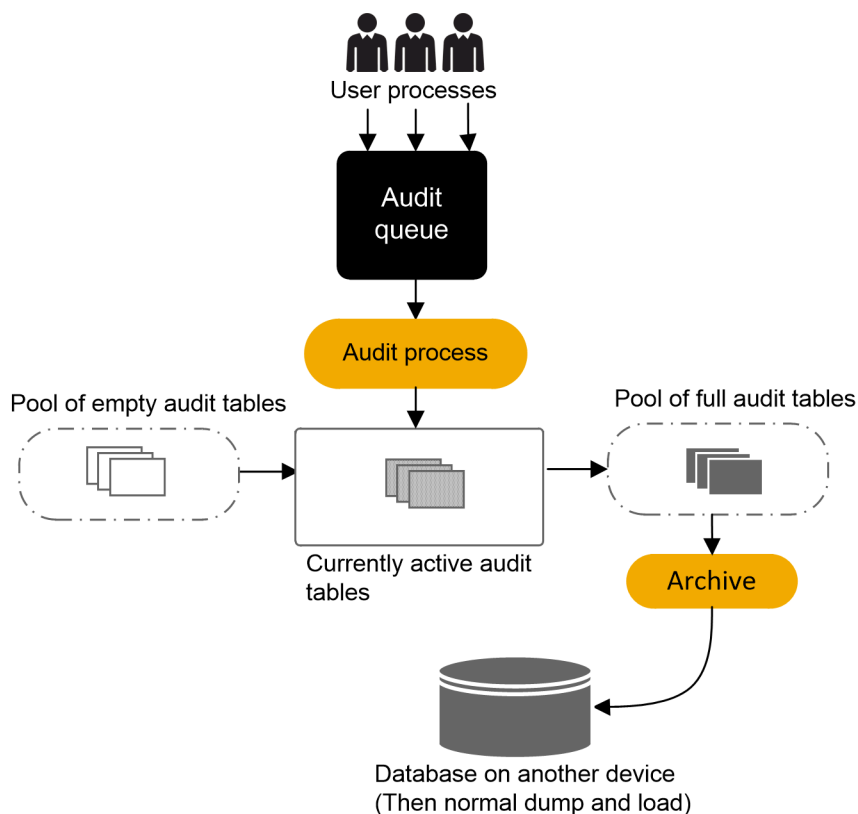 User processes
Audit
queue
Audit process
Pool of empty audit tables
Pool of full audit tables
Currently active audit
tables
Archive
Database on another device
(Then normal dump and load)